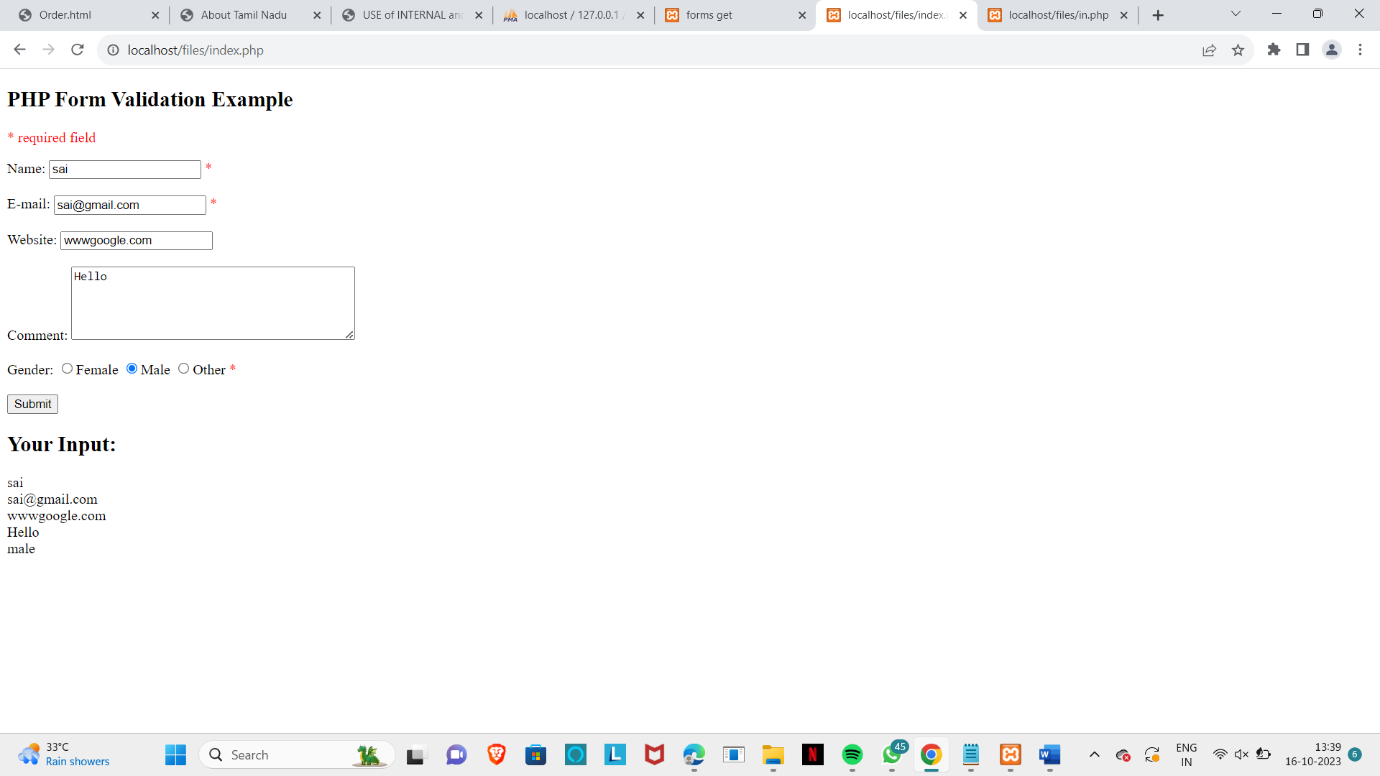 Order.html
About Tamil Nadu
USE of INTERNAL an
localhost / 127.0.0.1 /
forms get
localhost/files/index.
localhost/files/in.php
localhost/files/index.php
PHP Form Validation Example
* required field
Name: sai *
E-mail: sai@gmail.com *
Website: wwwgoogle.com
Hello
Comment:
Gender: Female Male Other *
Submit
Your Input:
sai
sai@gmail.com
wwwgoogle.com
Hello
male
33°C
Rain showers
Search
45
ENG
IN
13:39
16-10-2023
6